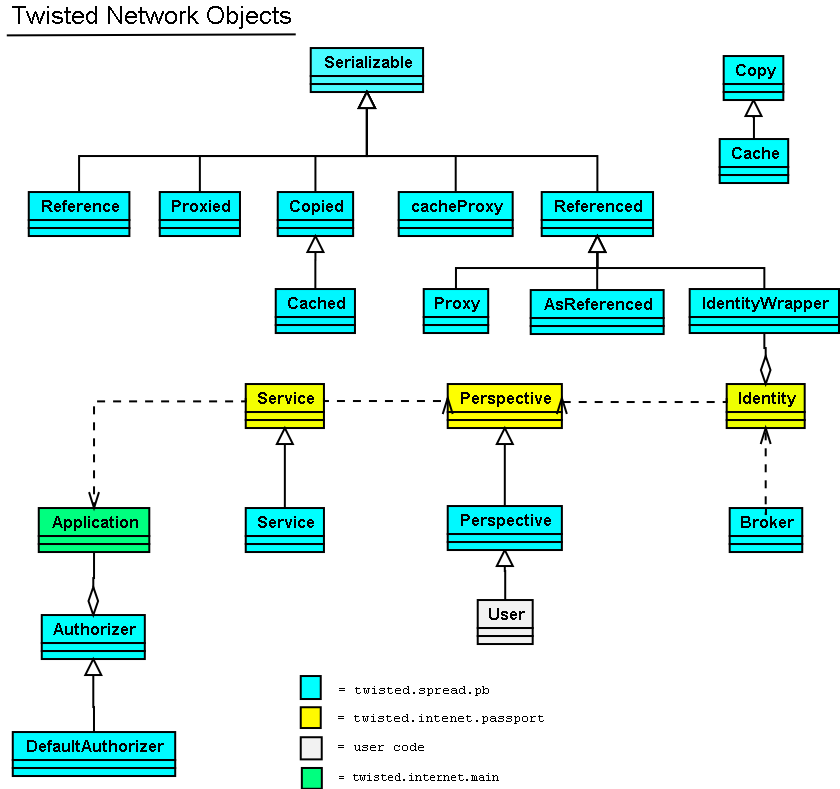 Twisted Network Objects
Serializable
Copy
Cache
Reference
Proxied
Copied
cacheProxy
Referenced
Cached
Proxy
AsReferenced
IdentityWrapper
Service
Perspective
Identity
Application
Service
Perspective
Broker
User
Authorizer
DefaultAuthorizer
= twisted.spread.pb
= twisted.intenet.passport
= user code
= twisted.internet.main